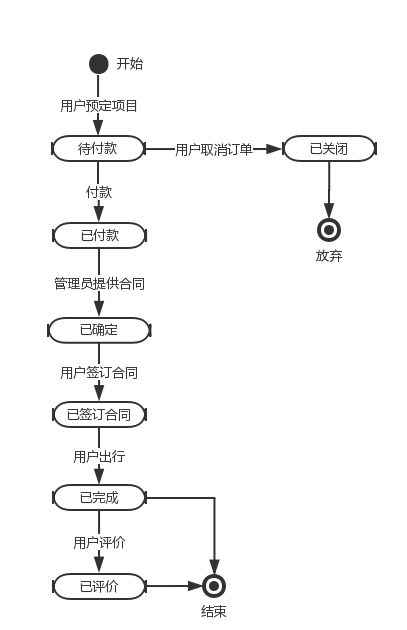 开始
用户预定项目
待付款
用户取消订单
已关闭
付款
已付款
放弃
管理员提供合同
已确定
用户签订合同
已签订合同
用户出行
已完成
用户评价
已评价
结束